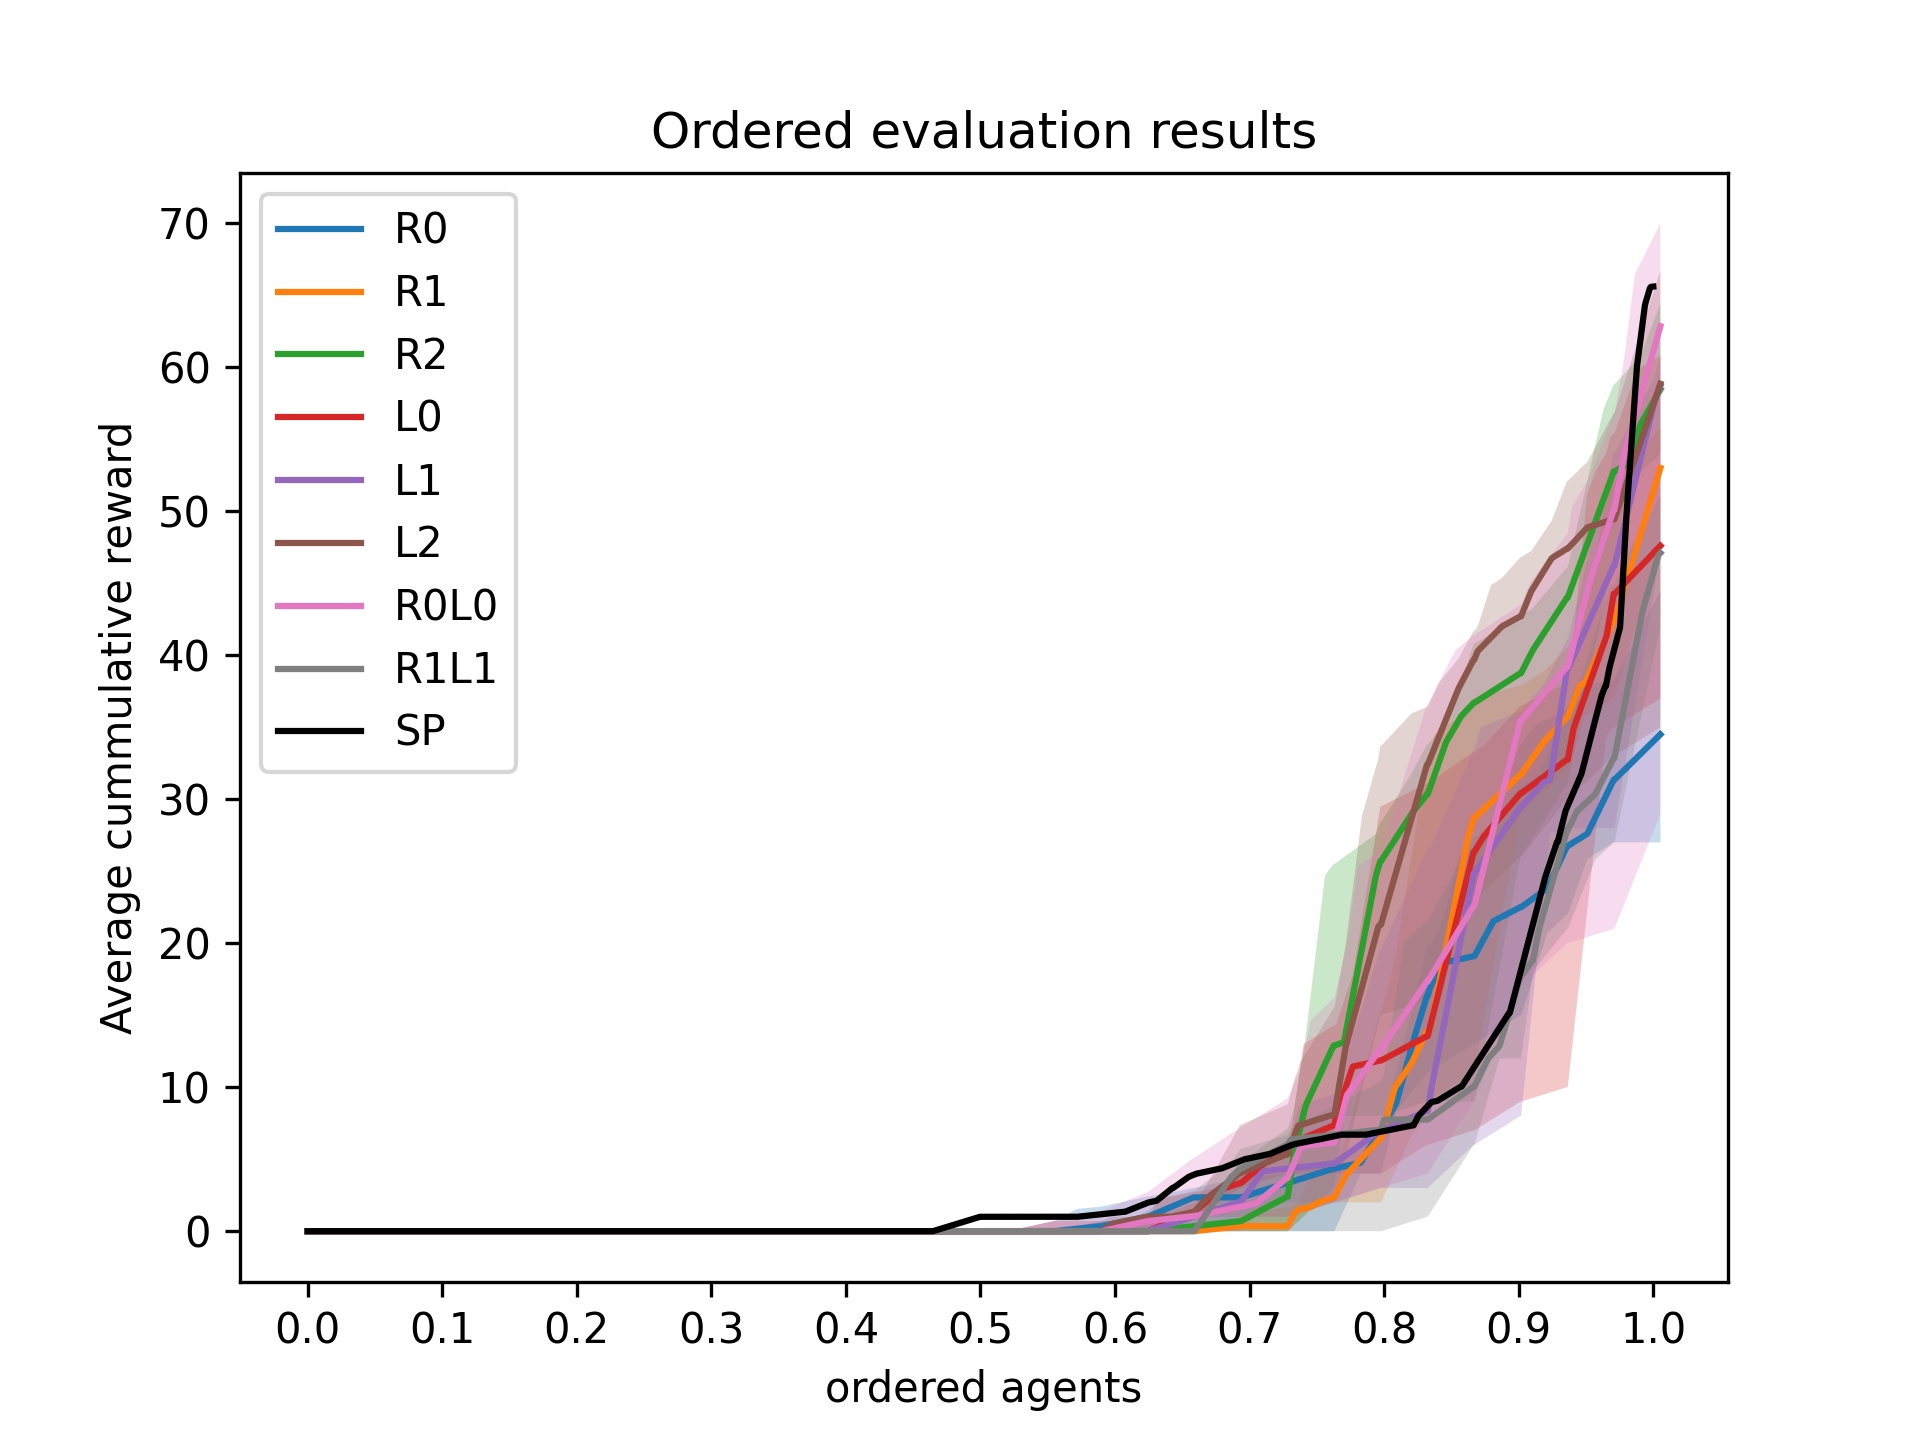 Ordered evaluation results
Average cummulative reward
70
60
50
40
30
20
10
0
R0
R1
R2
L0
L1
L2
R0L0
R1L1
SP
0.0 0.1 0.2 0.3 0.4 0.5 0.6 0.7 0.8 0.9 1.0
ordered agents